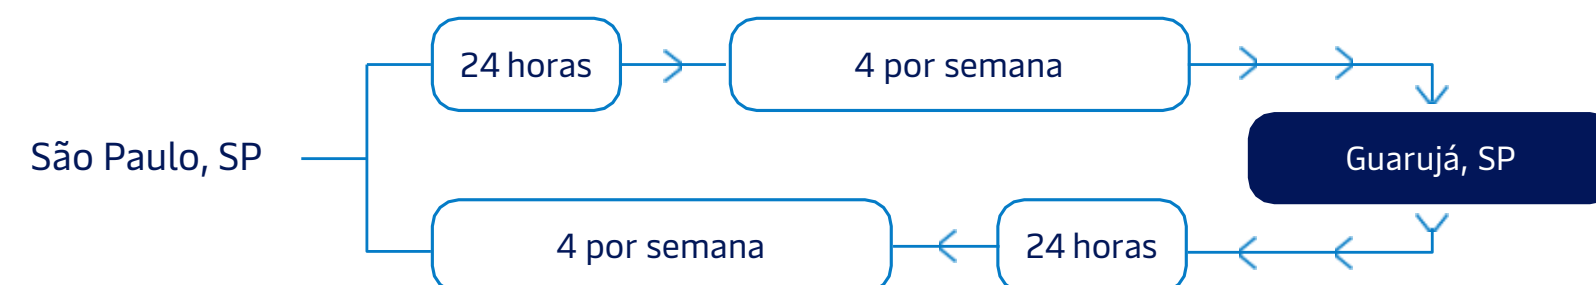 24 horas
4 por semana
São Paulo, SP
Guarujá, SP
4 por semana
24 horas